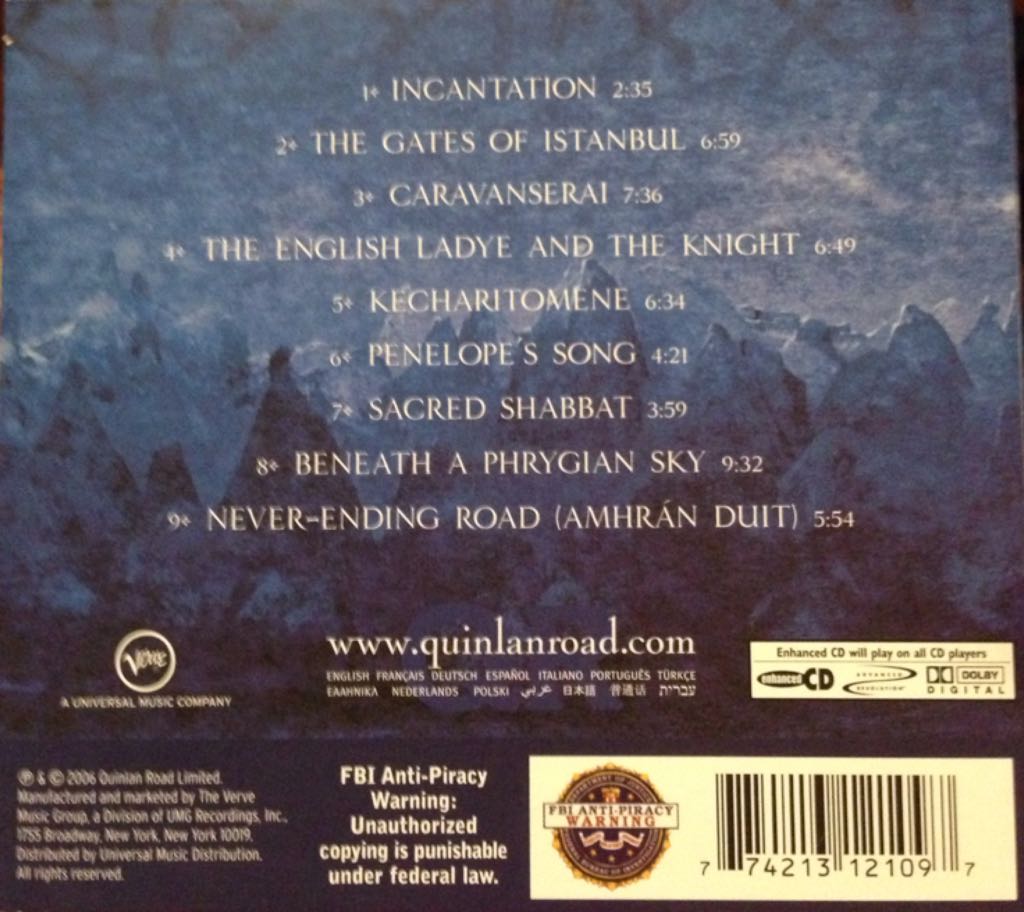 1 INCANTATION 2:35
2 THE GATES OF ISTANBUL 6:59
3 CARAVANSERAI 7:36
4 THE ENGLISH LADYE AND THE KNIGHT 6:49
5 KECHARITOMENE 6:34
6 PENELOPE'S SONG 4:21
7 SACRED SHABBAT 3:59
8 BENEATH A PHRYGIAN SKY 9:32
9 NEVER-ENDING ROAD (AMHRÁN DUIT) 5:54
www.quinlanroad.com
ENGLISH FRANÇAIS DEUTSCH ESPAÑOL ITALIANO PORTUGUÊS TÜRKÇE
ΕΛΛΗΝΙΚΑ NEDERLANDS POLSKI عربي 日本語 普通话 עברית
Verve
A UNIVERSAL MUSIC COMPANY
Enhanced CD will play on all CD players
enhanced CD
DOLBY
DIGITAL
℗ & © 2006 Quinlan Road Limited.
Manufactured and marketed by The Verve
Music Group, a Division of UMG Recordings, Inc.,
1755 Broadway, New York, New York 10019.
Distributed by Universal Music Distribution.
All rights reserved.
FBI Anti-Piracy
Warning:
Unauthorized
copying is punishable
under federal law.
FBI ANTI-PIRACY
WARNING
7 74213 12109 7